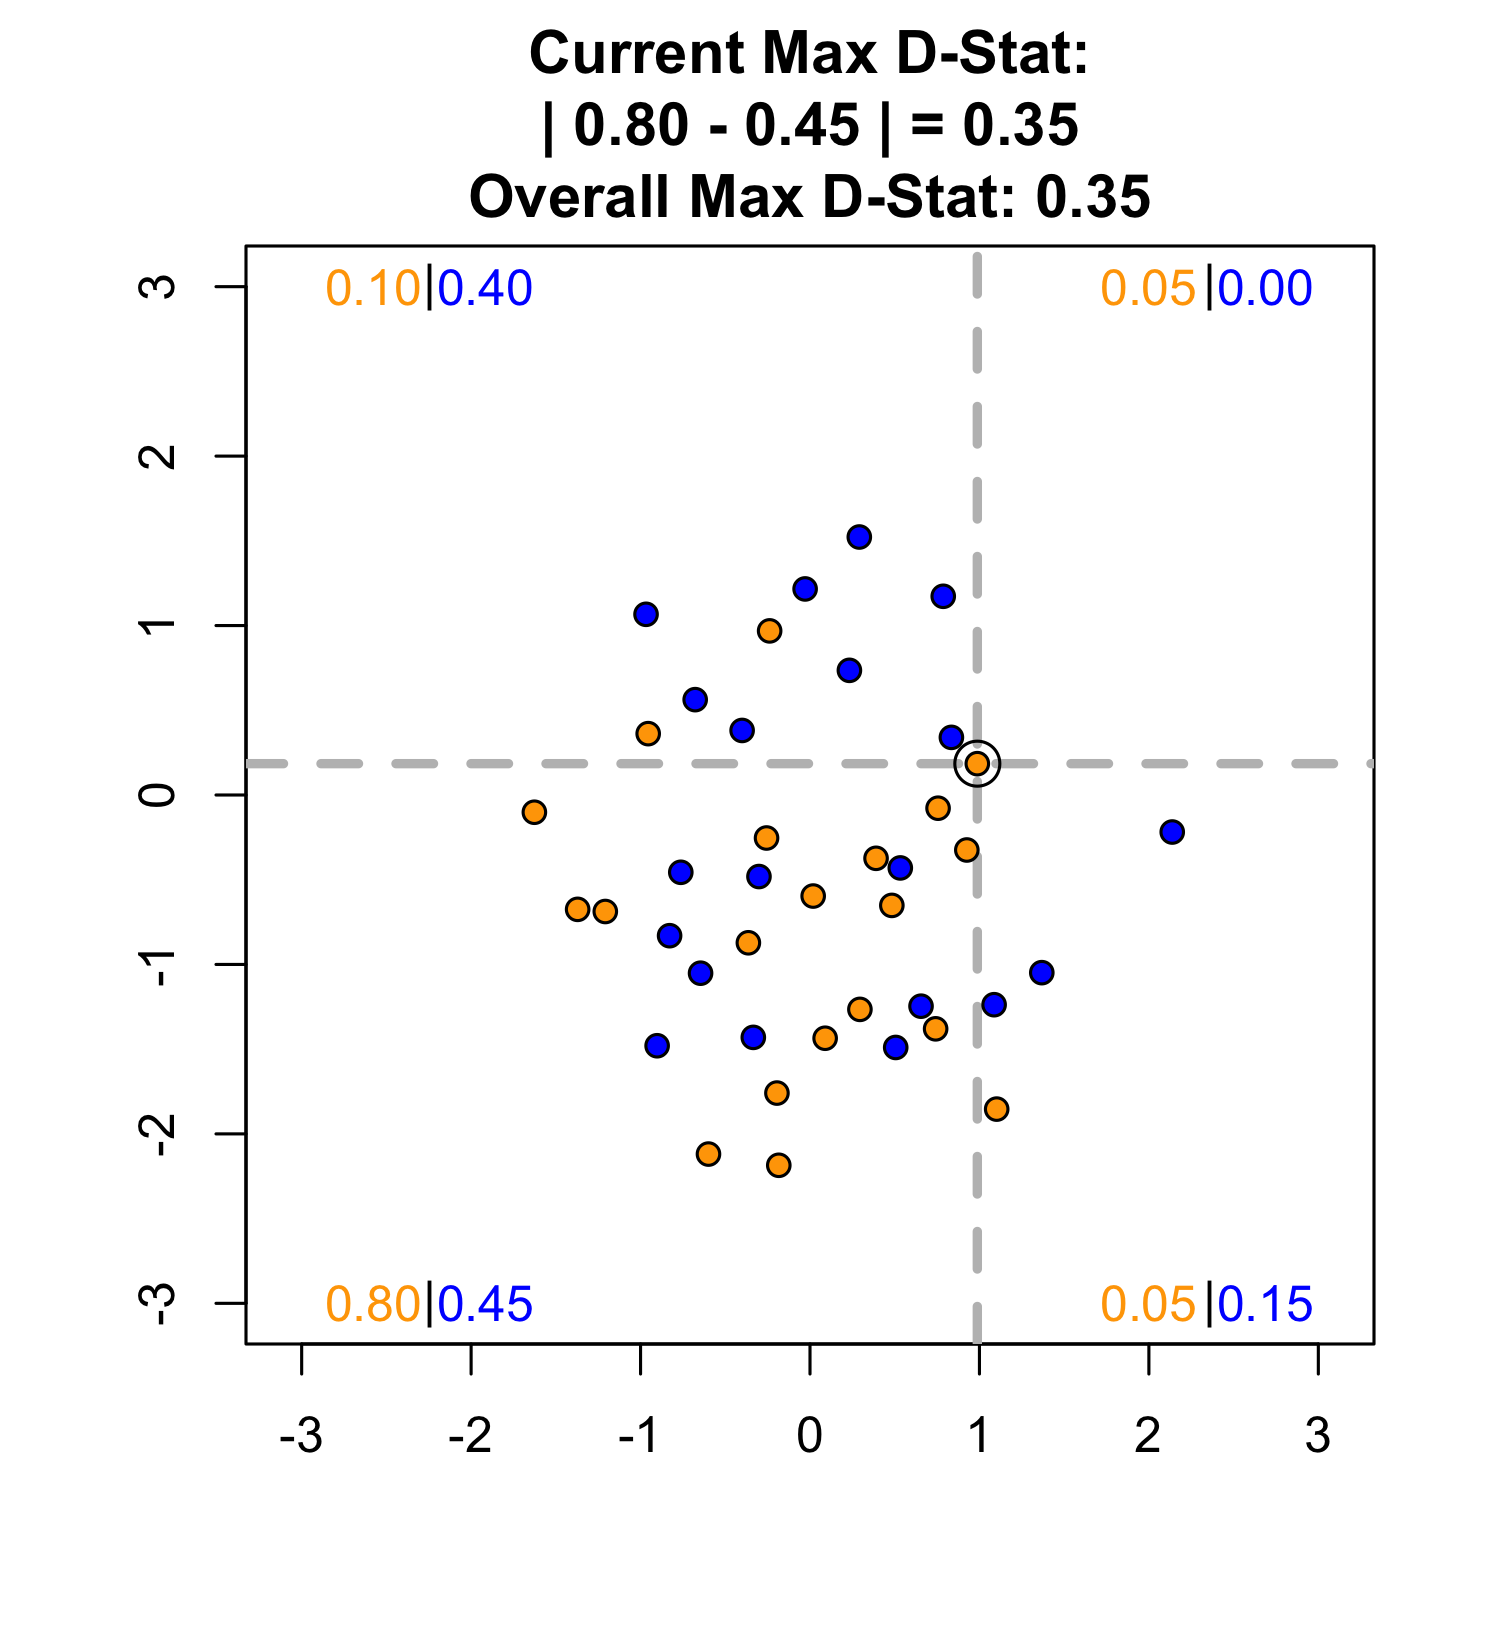 Current Max D-Stat:
| 0.80 - 0.45 | = 0.35
Overall Max D-Stat: 0.35
0.10|0.40
0.05|0.00
3
2
1
0
-1
-2
-3
0.80|0.45
0.05|0.15
-3 -2 -1 0 1 2 3